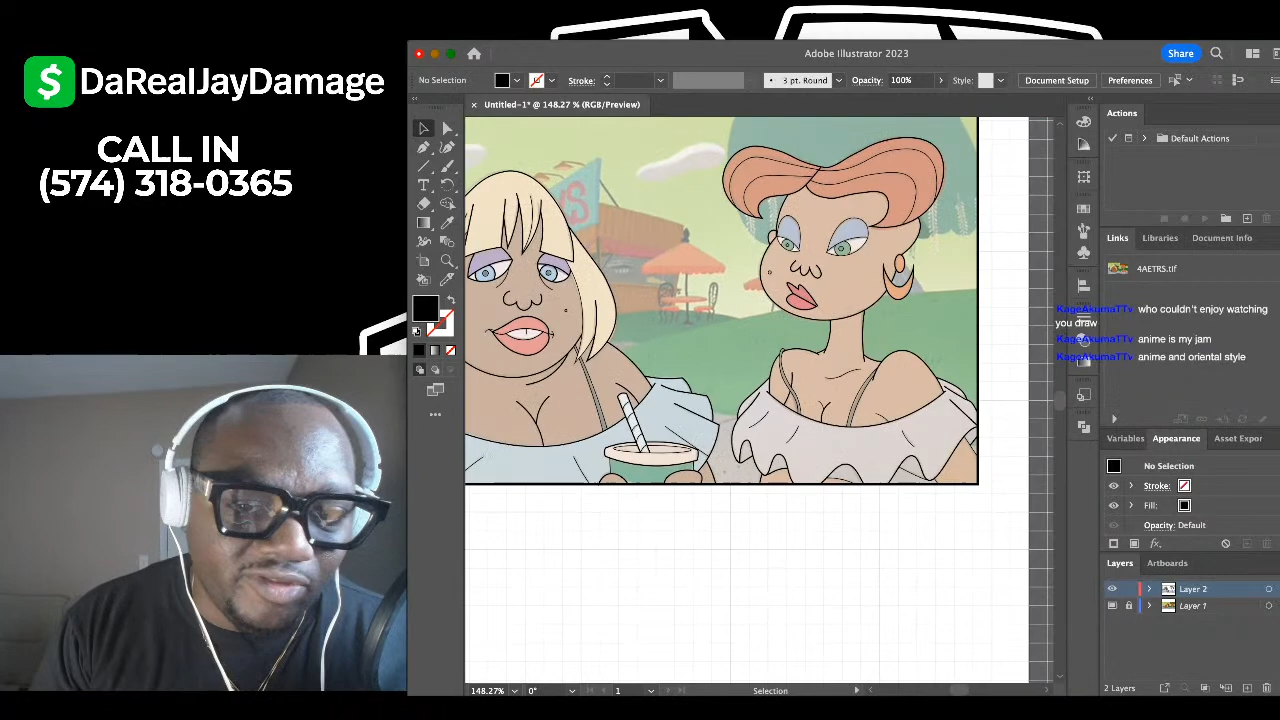 $ DaRealJayDamage
CALL IN
(574) 318-0365
Adobe Illustrator 2023
Share
No Selection
Stroke:
3 pt. Round
Opacity: 100%
Style:
Document Setup
Preferences
Untitled-1* @ 148.27 % (RGB/Preview)
Actions
Default Actions
Links
Libraries
Document Info
4AETRS.tif
KageAkumaTTv who couldn't enjoy watching
you draw
KageAkumaTTv anime is my jam
KageAkumaTTv anime and oriental style
Variables
Appearance
Asset Expor
No Selection
Stroke:
Fill:
Opacity: Default
Layers
Artboards
Layer 2
Layer 1
2 Layers
148.27%
0°
1
Selection